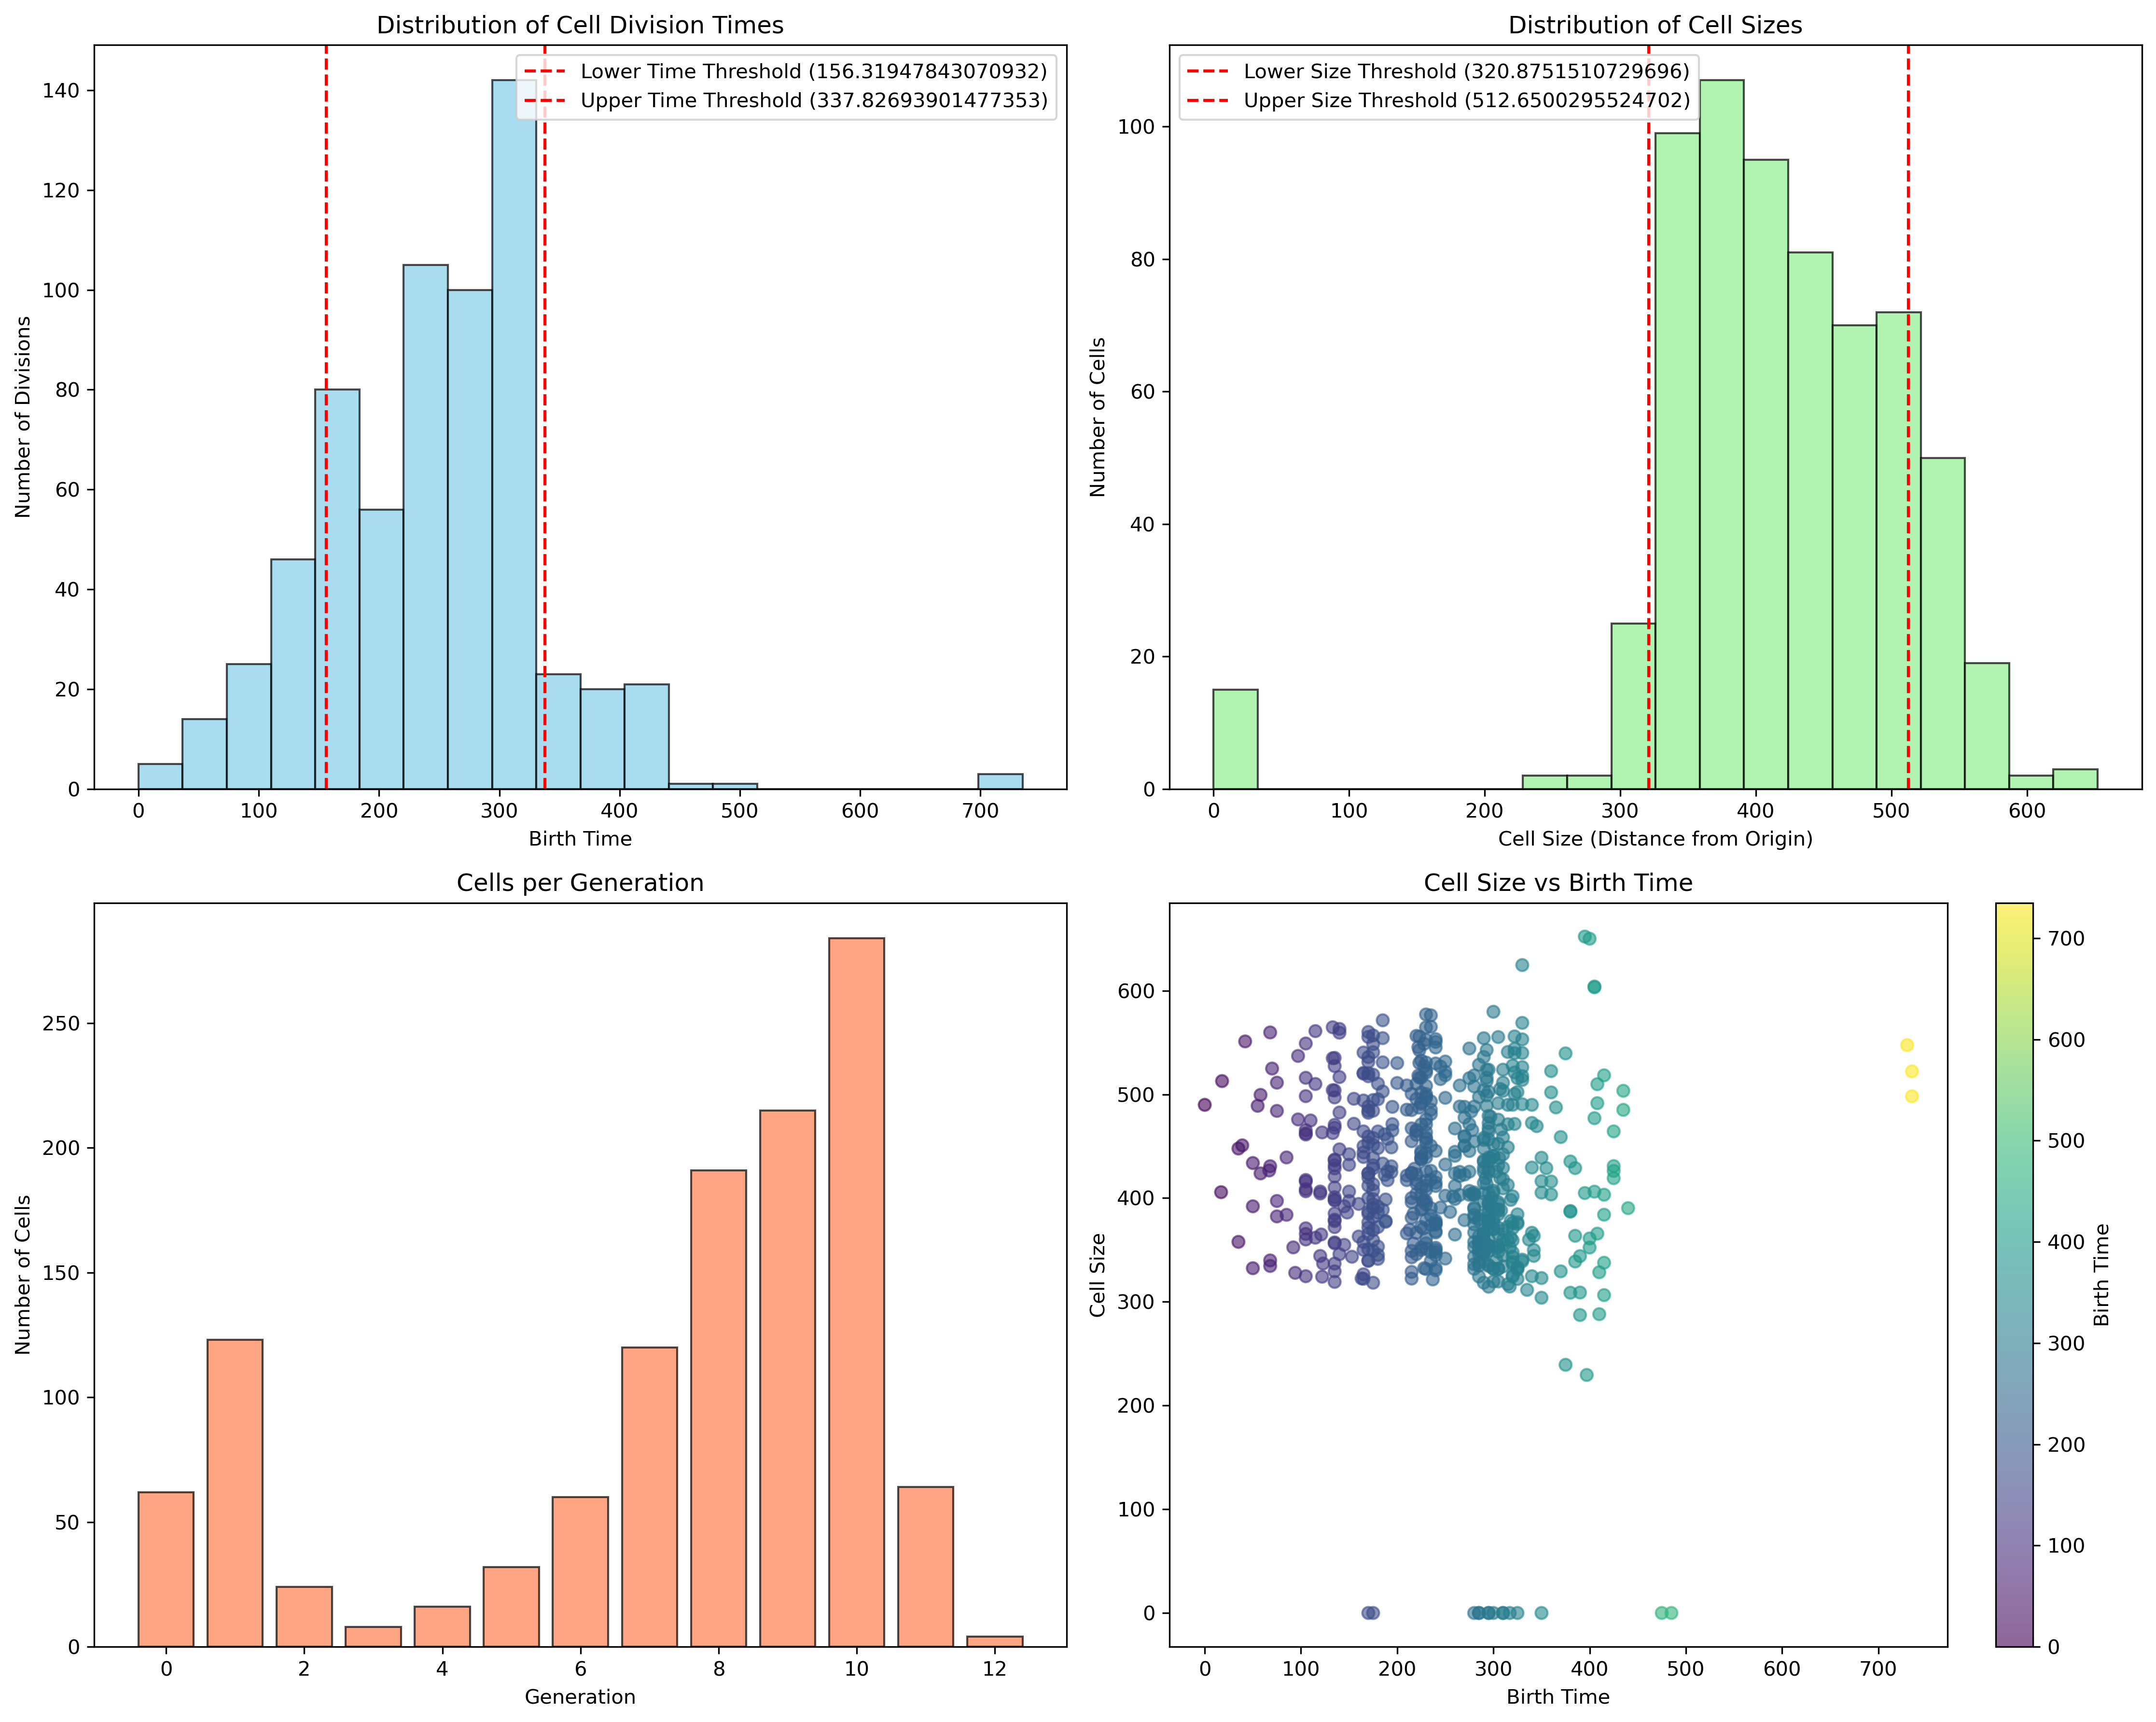 Distribution of Cell Division Times
Lower Time Threshold (156.31947843070932)
Upper Time Threshold (337.82693901477353)
Number of Divisions
140
120
100
80
60
40
20
0
0 100 200 300 400 500 600 700
Birth Time
Distribution of Cell Sizes
Lower Size Threshold (320.8751510729696)
Upper Size Threshold (512.6500295524702)
Number of Cells
100
80
60
40
20
0
0 100 200 300 400 500 600
Cell Size (Distance from Origin)
Cells per Generation
Number of Cells
250
200
150
100
50
0
0 2 4 6 8 10 12
Generation
Cell Size vs Birth Time
Cell Size
600
500
400
300
200
100
0
0 100 200 300 400 500 600 700
Birth Time
700
600
500
400
300
200
100
0
Birth Time